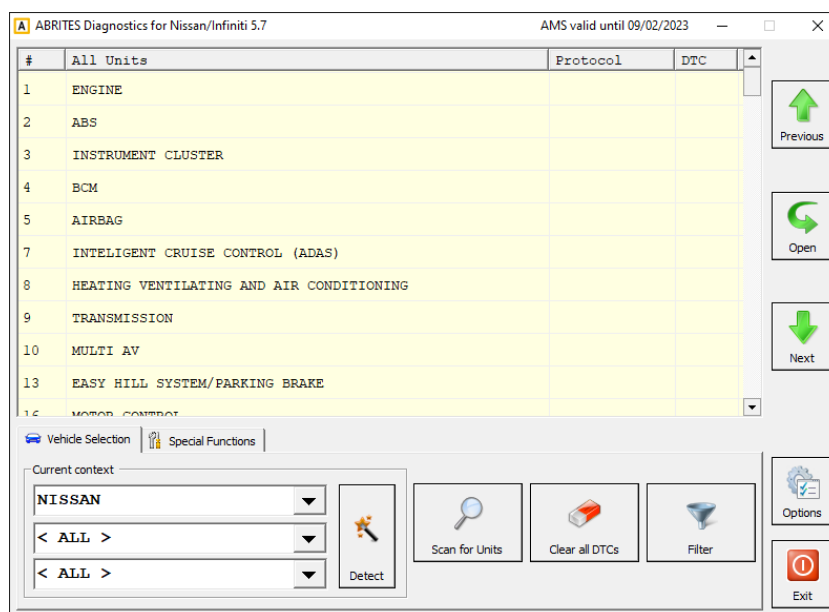 A ABRITES Diagnostics for Nissan/Infiniti 5.7 AMS valid until 09/02/2023
# All Units Protocol DTC
1 ENGINE
2 ABS
3 INSTRUMENT CLUSTER
4 BCM
5 AIRBAG
7 INTELIGENT CRUISE CONTROL (ADAS)
8 HEATING VENTILATING AND AIR CONDITIONING
9 TRANSMISSION
10 MULTI AV
13 EASY HILL SYSTEM/PARKING BRAKE
16 MOTOR CONTROL
Previous
Open
Next
Vehicle Selection Special Functions
Current context
NISSAN
< ALL >
< ALL >
Detect
Scan for Units
Clear all DTCs
Filter
Options
Exit